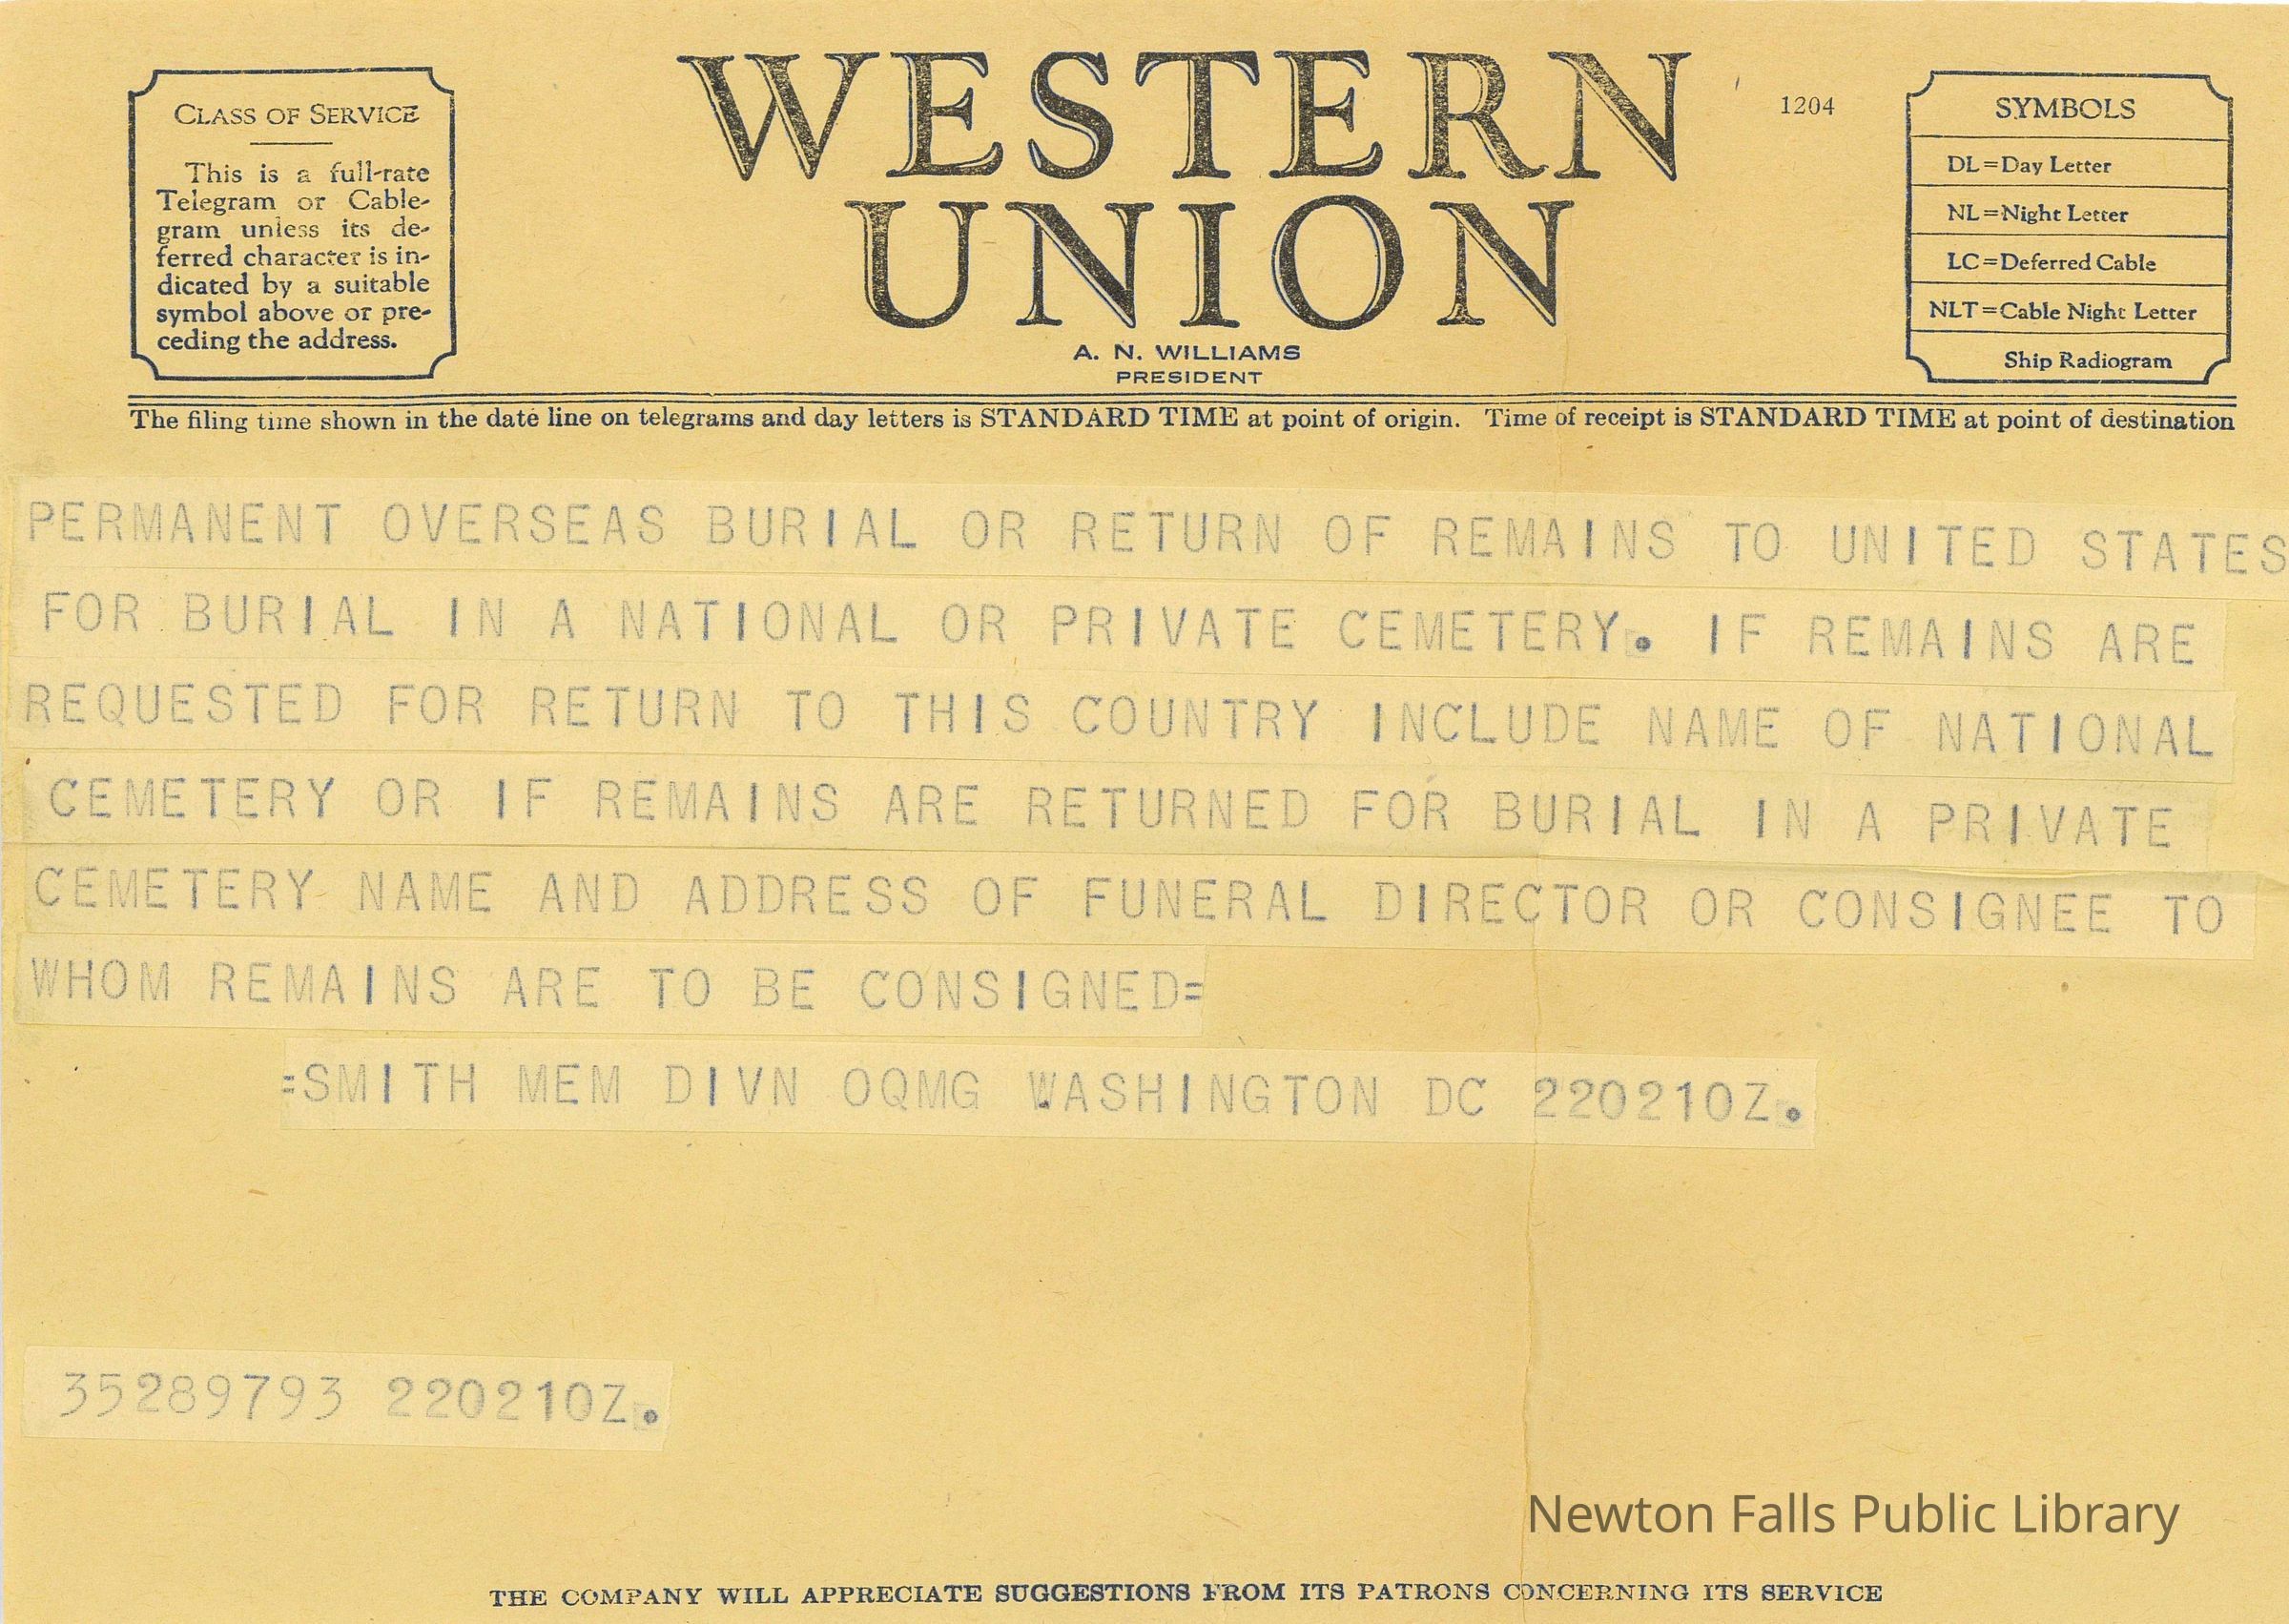 CLASS OF SERVICE
This is a full-rate
Telegram or Cable-
gram unless its de-
ferred character is in-
dicated by a suitable
symbol above or pre-
ceding the address.
WESTERN
UNION
A. N. WILLIAMS
PRESIDENT
1204
SYMBOLS
DL=Day Letter
NL=Night Letter
LC=Deferred Cable
NLT=Cable Night Letter
Ship Radiogram
The filing time shown in the date line on telegrams and day letters is STANDARD TIME at point of origin. Time of receipt is STANDARD TIME at point of destination
PERMANENT OVERSEAS BURIAL OR RETURN OF REMAINS TO UNITED STATES
FOR BURIAL IN A NATIONAL OR PRIVATE CEMETERY. IF REMAINS ARE
REQUESTED FOR RETURN TO THIS COUNTRY INCLUDE NAME OF NATIONAL
CEMETERY OR IF REMAINS ARE RETURNED FOR BURIAL IN A PRIVATE
CEMETERY NAME AND ADDRESS OF FUNERAL DIRECTOR OR CONSIGNEE TO
WHOM REMAINS ARE TO BE CONSIGNED=
=SMITH MEM DIVN OQMG WASHINGTON DC 220210Z.
35289793 220210Z.
Newton Falls Public Library
THE COMPANY WILL APPRECIATE SUGGESTIONS FROM ITS PATRONS CONCERNING ITS SERVICE